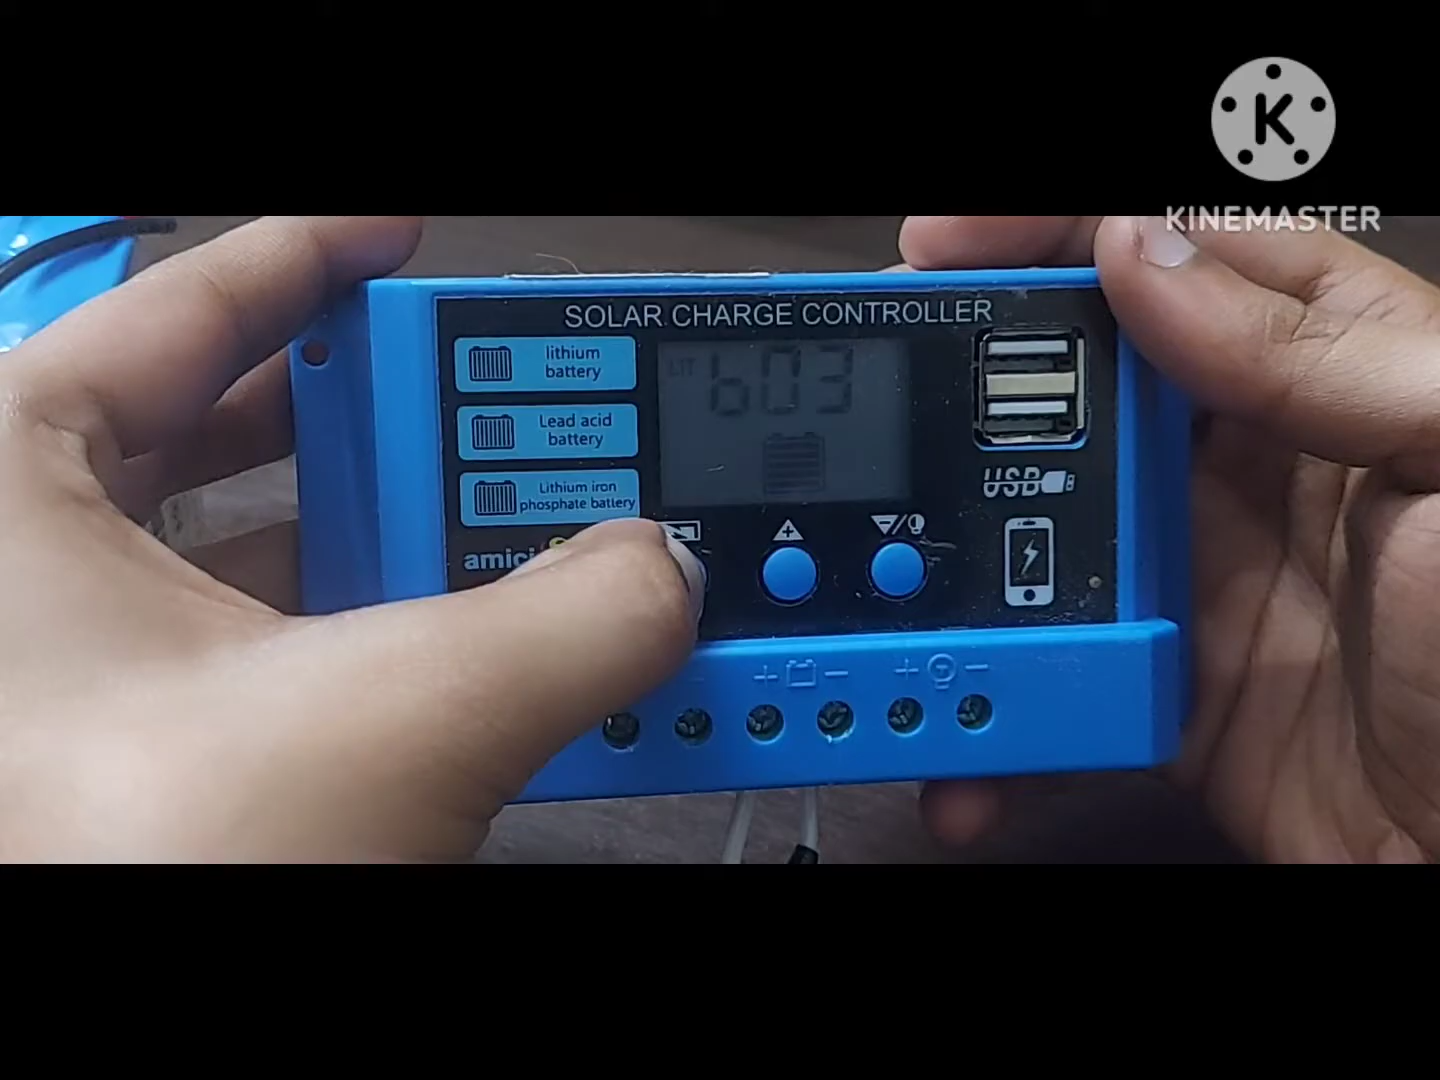 KINEMASTER
SOLAR CHARGE CONTROLLER
lithium
battery
Lead acid
battery
Lithium iron
phosphate battery
LIT
b03
USB